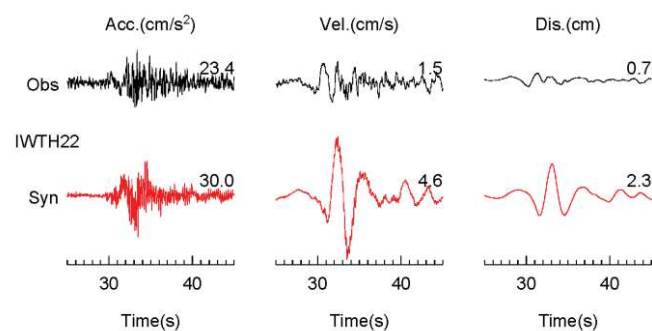 Acc.(cm/s²) Vel.(cm/s) Dis.(cm)
Obs 23.4 1.5 0.7
IWTH22
Syn 30.0 4.6 2.3
30 40 30 40 30 40
Time(s) Time(s) Time(s)